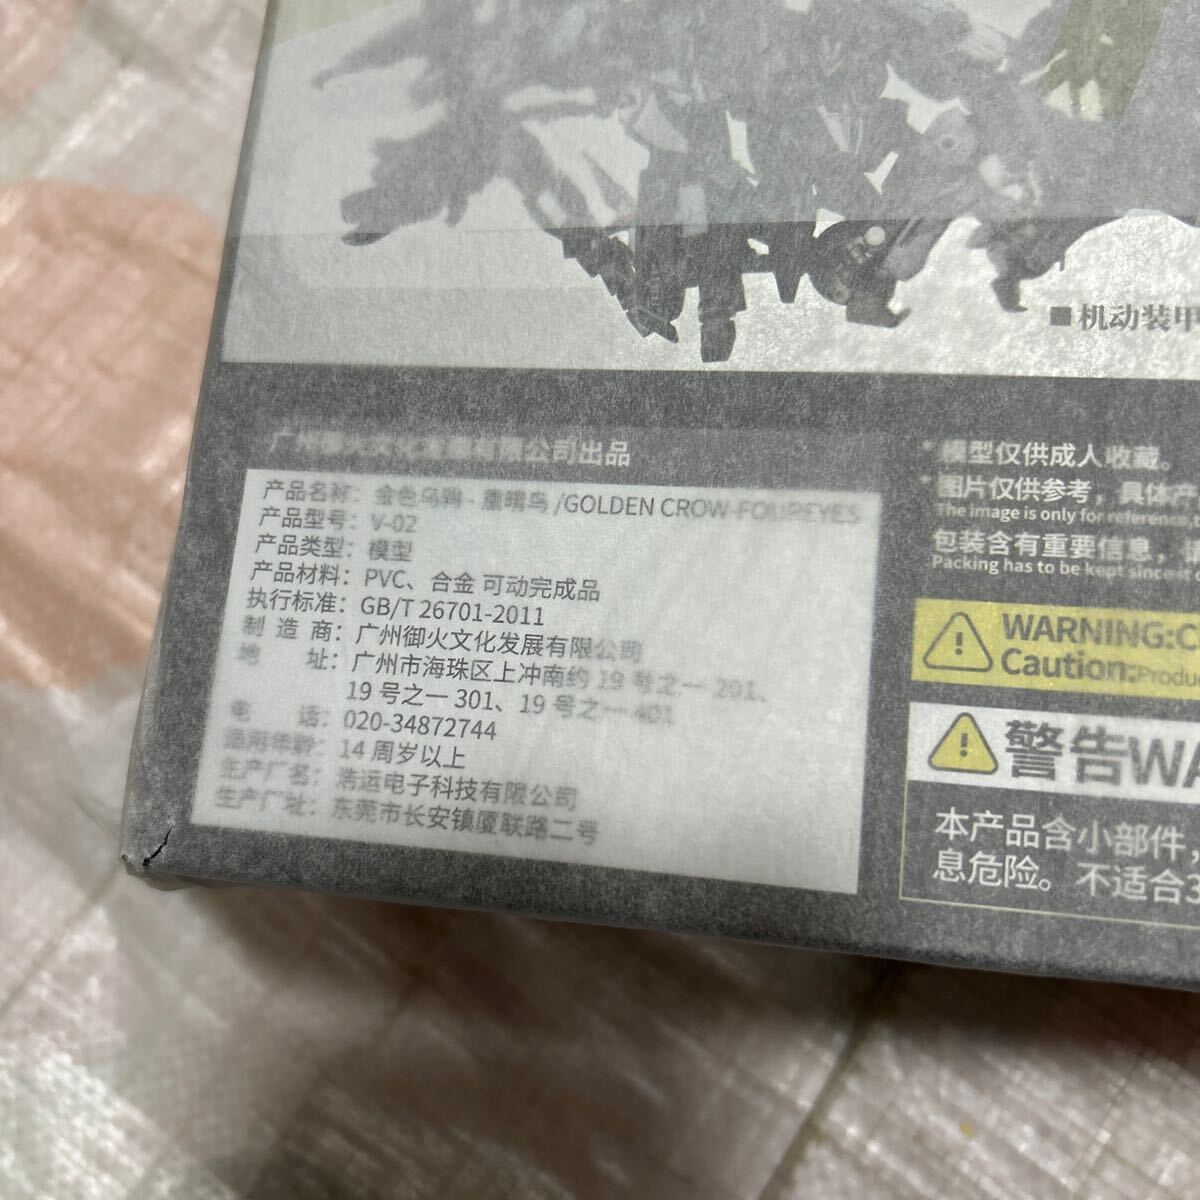 ■机动装甲
广州御火文化发展有限公司出品
产品名称： /GOLDEN CROW-FOUREYES
产品型号：V-02
产品类型：模型
产品材料：PVC、合金 可动完成品
执行标准：GB/T 26701-2011
制 造 商：广州御火文化发展有限公司
地 址：广州市海珠区上冲南约 19 号之一 201、
19 号之一 301、19 号之一 401
电 话：020-34872744
适用年龄：14 周岁以上
生产厂名：浩运电子科技有限公司
生产厂址：东莞市长安镇厦联路二号
*模型仅供成人收藏。
*图片仅供参考，具体产
The image is only for reference,
包装含有重要信息，
Packing has to be kept since
WARNING:C
Caution:Produc
警告WA
本产品含小部件，
息危险。 不适合3